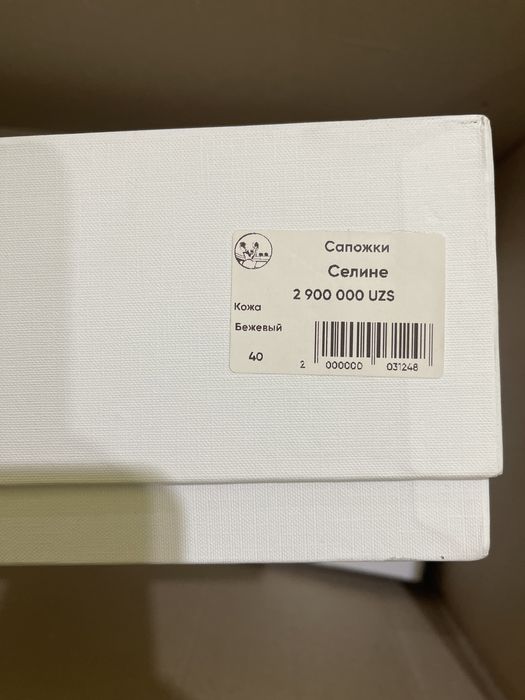 Сапожки
Селине
2 900 000 UZS
Кожа
Бежевый
40
2 000000 031248